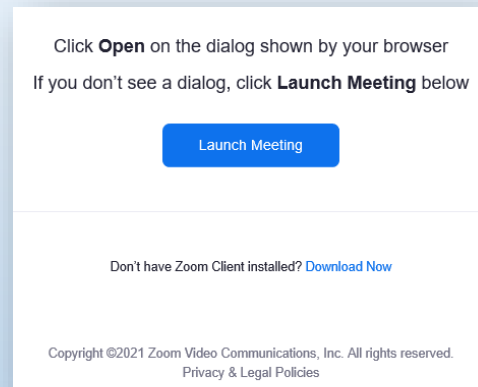 Click Open on the dialog shown by your browser
If you don't see a dialog, click Launch Meeting below
Launch Meeting
Don't have Zoom Client installed? Download Now
Copyright ©2021 Zoom Video Communications, Inc. All rights reserved.
Privacy & Legal Policies